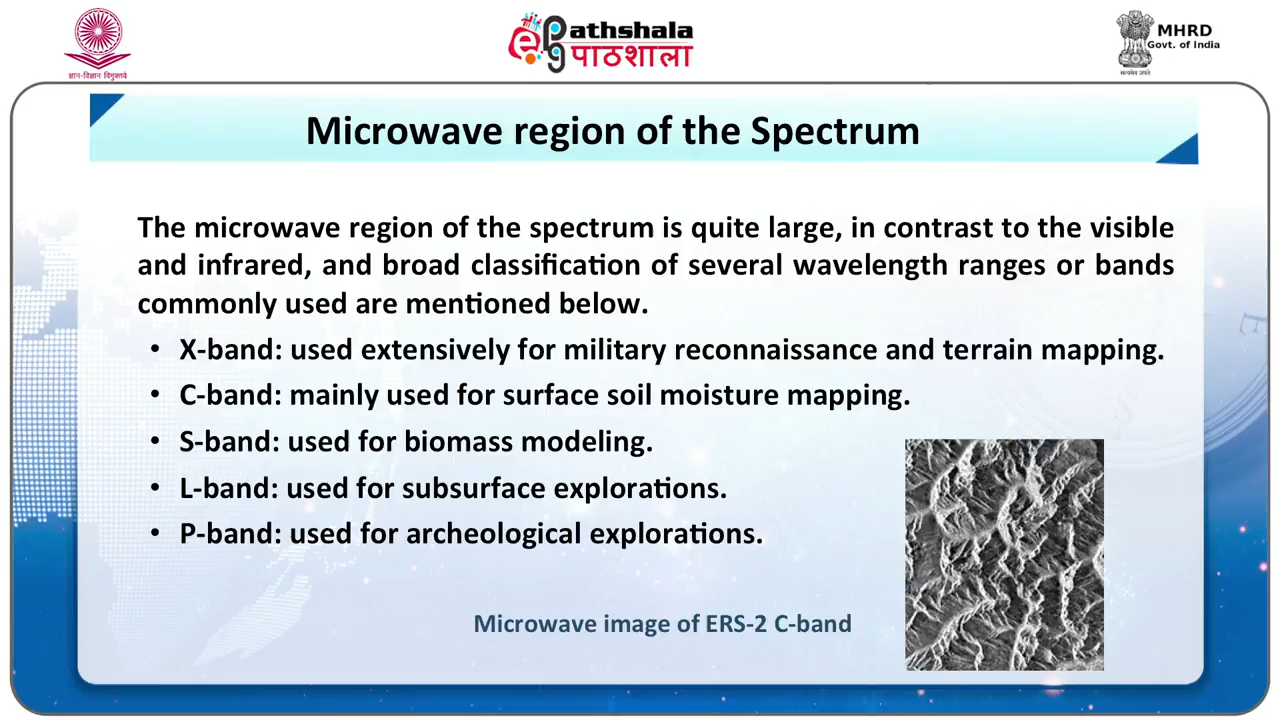 ज्ञान-विज्ञान विमुक्तये
Pathshala
पाठशाला
MHRD
Govt. of India
सत्यमेव जयते
Microwave region of the Spectrum
The microwave region of the spectrum is quite large, in contrast to the visible
and infrared, and broad classification of several wavelength ranges or bands
commonly used are mentioned below.
• X-band: used extensively for military reconnaissance and terrain mapping.
• C-band: mainly used for surface soil moisture mapping.
• S-band: used for biomass modeling.
• L-band: used for subsurface explorations.
• P-band: used for archeological explorations.
Microwave image of ERS-2 C-band